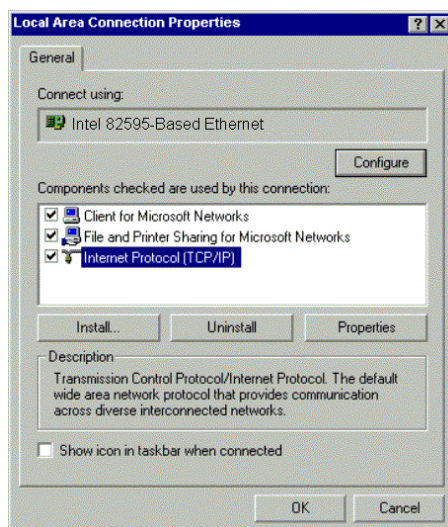 Local Area Connection Properties
General
Connect using:
Intel 82595-Based Ethernet
Configure
Components checked are used by this connection:
Client for Microsoft Networks
File and Printer Sharing for Microsoft Networks
Internet Protocol (TCP/IP)
Install... Uninstall Properties
Description
Transmission Control Protocol/Internet Protocol. The default
wide area network protocol that provides communication
across diverse interconnected networks.
Show icon in taskbar when connected
OK Cancel